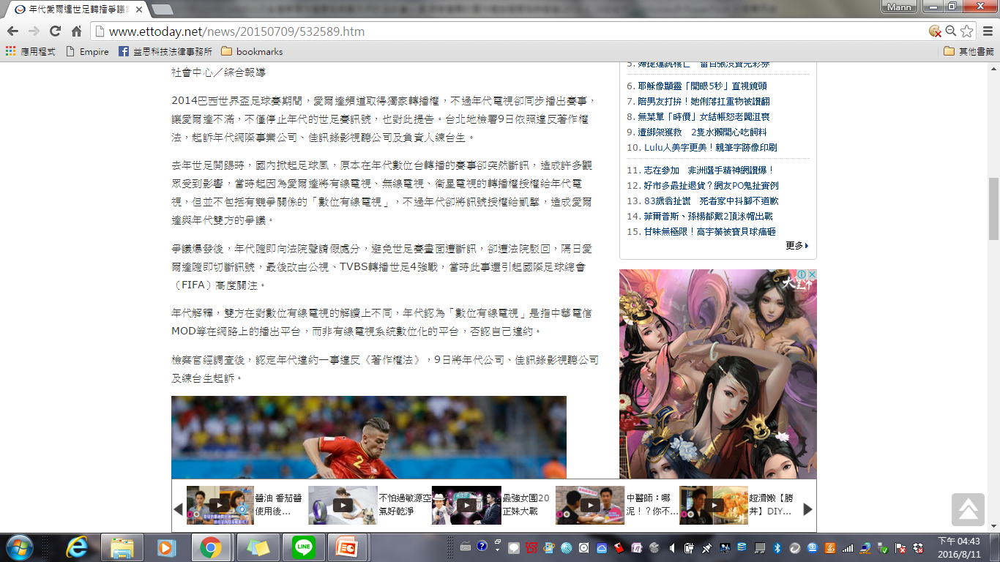 年代愛爾達世足轉播爭議
Mann
www.ettoday.net/news/20150709/532589.htm
應用程式
Empire
益思科技法律事務所
bookmarks
其他書籤
社會中心／綜合報導
2014巴西世界盃足球賽期間，愛爾達頻道取得獨家轉播權，不過年代電視卻同步播出賽事，
讓愛爾達不滿，不僅停止年代的世足賽訊號，也對此提告。台北地檢署9日依照違反著作權
法，起訴年代網際事業公司、佳訊錄影視聽公司及負責人練台生。
去年世足開踢時，國內掀起足球風，原本在年代數位台轉播的賽事卻突然斷訊，造成許多觀
眾受到影響，當時起因為愛爾達將有線電視、無線電視、衛星電視的轉播權授權給年代電
視，但並不包括有競爭關係的「數位有線電視」，不過年代卻將訊號授權給凱擘，造成愛爾
達與年代雙方的爭議。
爭議爆發後，年代隨即向法院聲請假處分，避免世足賽畫面遭斷訊，卻遭法院駁回，隔日愛
爾達隨即切斷訊號，最後改由公視、TVBS轉播世足4強戰，當時此事還引起國際足球總會
（FIFA）高度關注。
年代解釋，雙方在對數位有線電視的解讀上不同，年代認為「數位有線電視」是指中華電信
MOD等在網路上的播出平台，而非有線電視系統數位化的平台，否認自己違約。
檢察官經調查後，認定年代違約一事違反《著作權法》，9日將年代公司、佳訊錄影視聽公司
及練台生起訴。
6. 耶穌像顯靈「開眼5秒」直視鏡頭
7. 陪男友打拚！她俐落扛重物被讚翻
8. 無菜單「時價」女結帳怒老闆沮喪
9. 遭綁架獲救　2隻水獺開心吃飼料
10. Lulu人美字更美！親筆字跡像印刷
11. 志在參加　非洲選手精神網讚爆！
12. 好市多最扯退貨？網友PO鬼扯實例
13. 83歲翁扯謊　死者家中抖腳不道歉
14. 菲爾普斯、孫楊都戴2頂泳帽出戰
15. 甘味無極限！高宇蓁被寶貝球痛砸
更多
2
醬油 番茄醬
使用後...
不怕過敏源空
氣好乾淨
最強女團20
正妹大戰
中醫師：哪
泥！？你不...
超滑嫩【勝
丼】DIY...
LINE
下午 04:43
2016/8/11